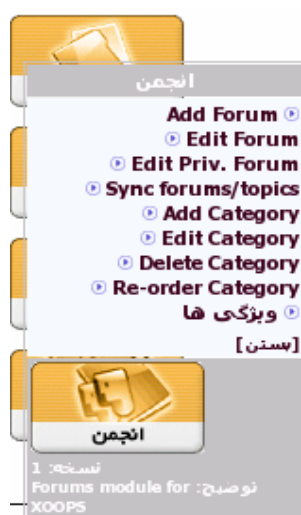 انجمن
Add Forum
Edit Forum
Edit Priv. Forum
Sync forums/topics
Add Category
Edit Category
Delete Category
Re-order Category
ویژگی ها
[بستن]
انجمن
نسخه: 1
توضیح: Forums module for
XOOPS